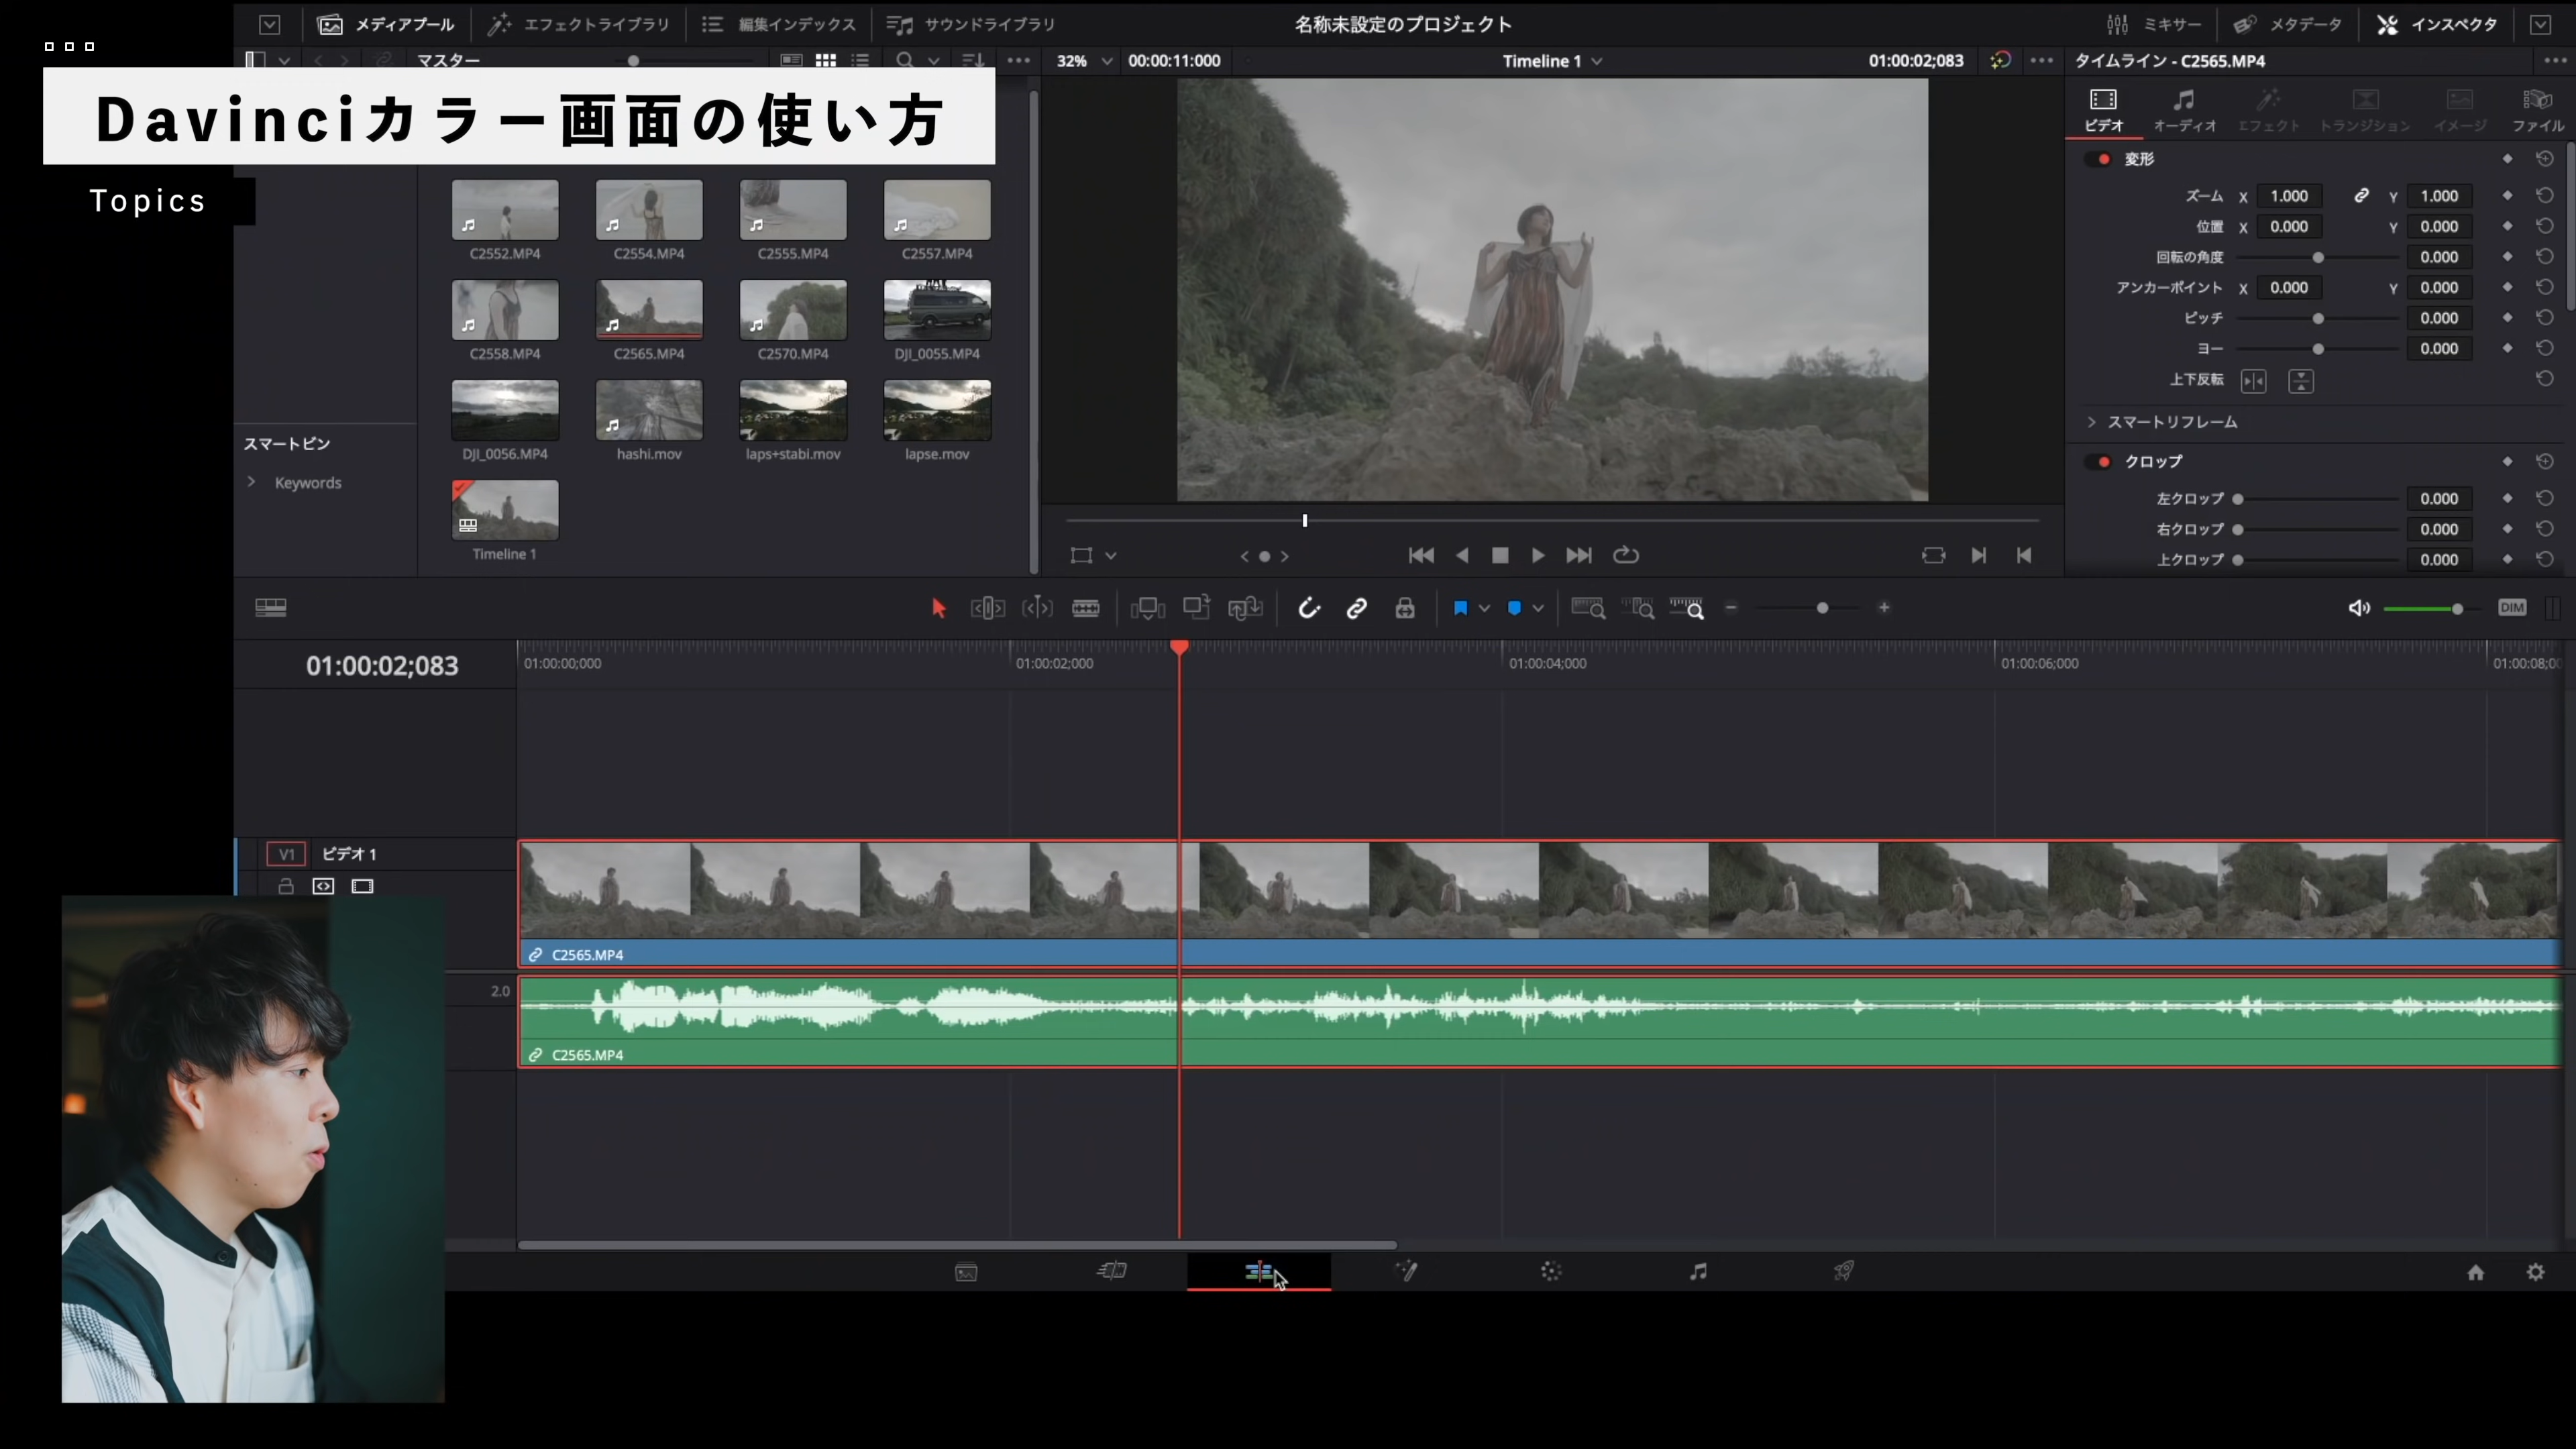 メディアプール
エフェクトライブラリ
編集インデックス
サウンドライブラリ
名称未設定のプロジェクト
ミキサー
メタデータ
インスペクタ
マスター
32%
00:00:11:000
Timeline 1
01:00:02;083
タイムライン - C2565.MP4
Davinciカラー画面の使い方
Topics
ビデオ
オーディオ
エフェクト
トランジション
イメージ
ファイル
変形
ズーム X 1.000 Y 1.000
位置 X 0.000 Y 0.000
回転の角度 0.000
アンカーポイント X 0.000 Y 0.000
ピッチ 0.000
ヨー 0.000
上下反転
スマートリフレーム
クロップ
左クロップ 0.000
右クロップ 0.000
上クロップ 0.000
C2552.MP4
C2554.MP4
C2555.MP4
C2557.MP4
C2558.MP4
C2565.MP4
C2570.MP4
DJI_0055.MP4
DJI_0056.MP4
hashi.mov
laps+stabi.mov
lapse.mov
Timeline 1
スマートビン
Keywords
DIM
01:00:02;083
01:00:00;000
01:00:02;000
01:00:04;000
01:00:06;000
01:00:08;00
V1
ビデオ 1
C2565.MP4
2.0
C2565.MP4